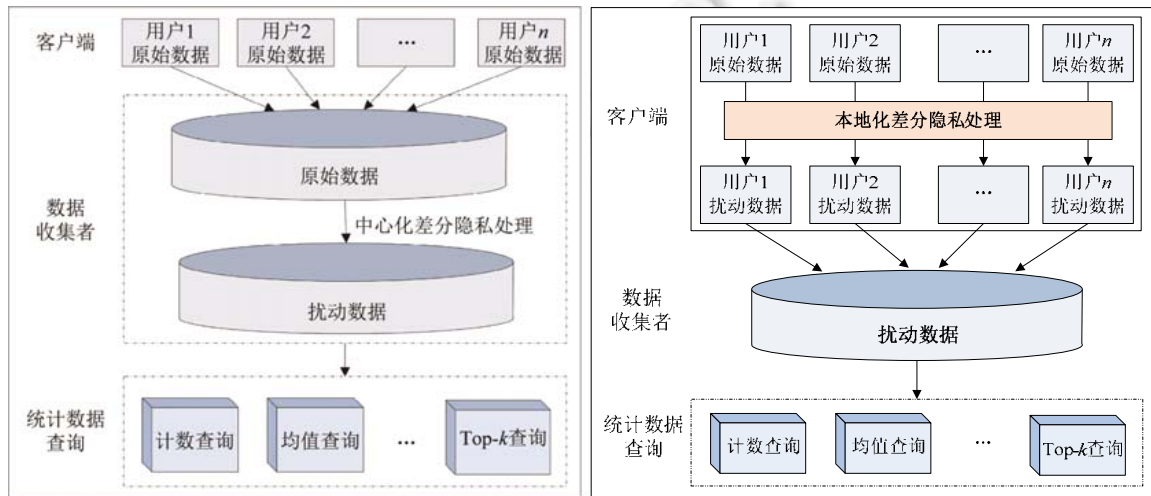 客户端
用户1
原始数据
用户2
原始数据
...
用户n
原始数据
数据
收集者
原始数据
中心化差分隐私处理
扰动数据
统计数据
查询
计数查询
均值查询
...
Top-k查询
客户端
用户1
原始数据
用户2
原始数据
...
用户n
原始数据
本地化差分隐私处理
用户1
扰动数据
用户2
扰动数据
...
用户n
扰动数据
数据
收集者
扰动数据
统计数据
查询
计数查询
均值查询
...
Top-k查询